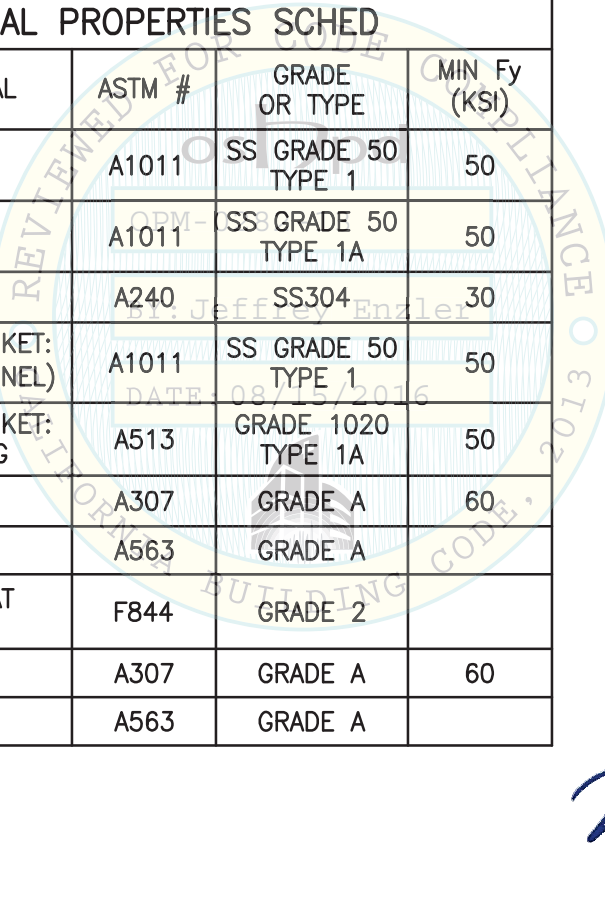 AL PROPERTIES SCHED
AL ASTM # GRADE OR TYPE MIN Fy (KSI)
A1011 SS GRADE 50 TYPE 1 50
A1011 SS GRADE 50 TYPE 1A 50
A240 SS304 30
KET: NEL) A1011 SS GRADE 50 TYPE 1 50
KET: G A513 GRADE 1020 TYPE 1A 50
A307 GRADE A 60
A563 GRADE A
AT F844 GRADE 2
A307 GRADE A 60
A563 GRADE A
REVIEWED FOR CODE COMPLIANCE
oshpd
BY: Jeffrey Enzler
DATE: 08/15/2016
CALIFORNIA BUILDING CODE, 2013